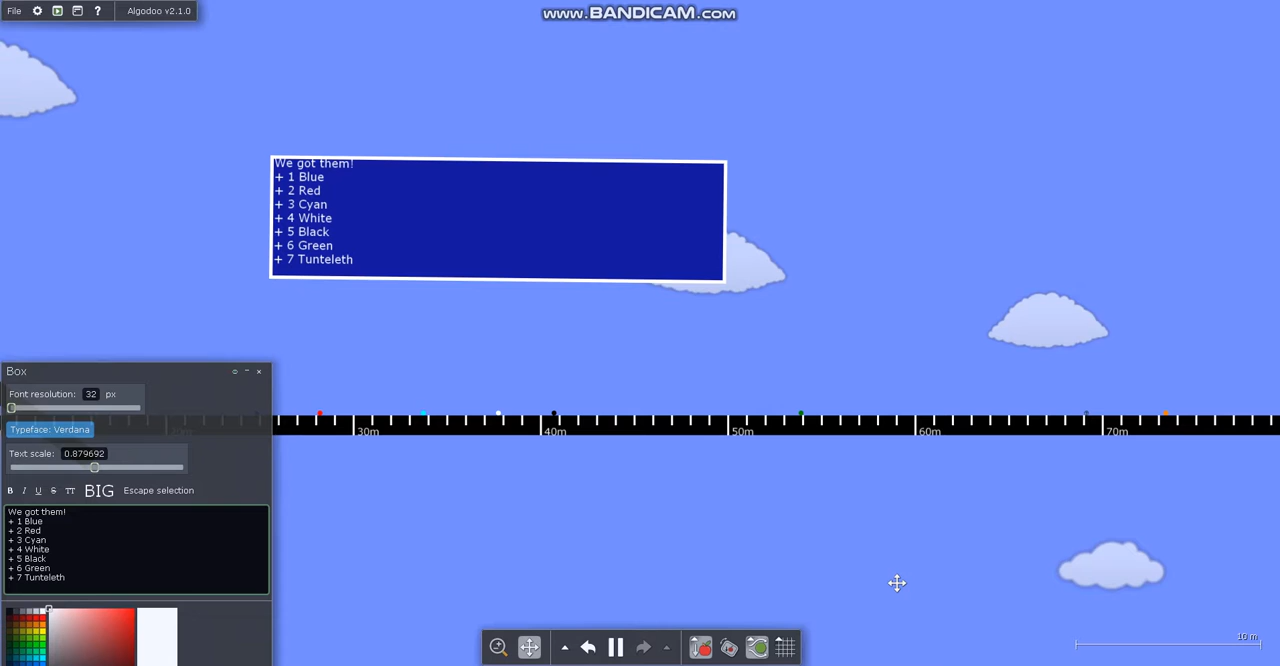 File ? Algodoo v2.1.0
www.BANDICAM.com
We got them!
+ 1 Blue
+ 2 Red
+ 3 Cyan
+ 4 White
+ 5 Black
+ 6 Green
+ 7 Tunteleth
Box
Font resolution: 32 px
Typeface: Verdana
Text scale: 0.879692
B I U S TT BIG Escape selection
We got them!
+ 1 Blue
+ 2 Red
+ 3 Cyan
+ 4 White
+ 5 Black
+ 6 Green
+ 7 Tunteleth
30m 40m 50m 60m 70m
10 m